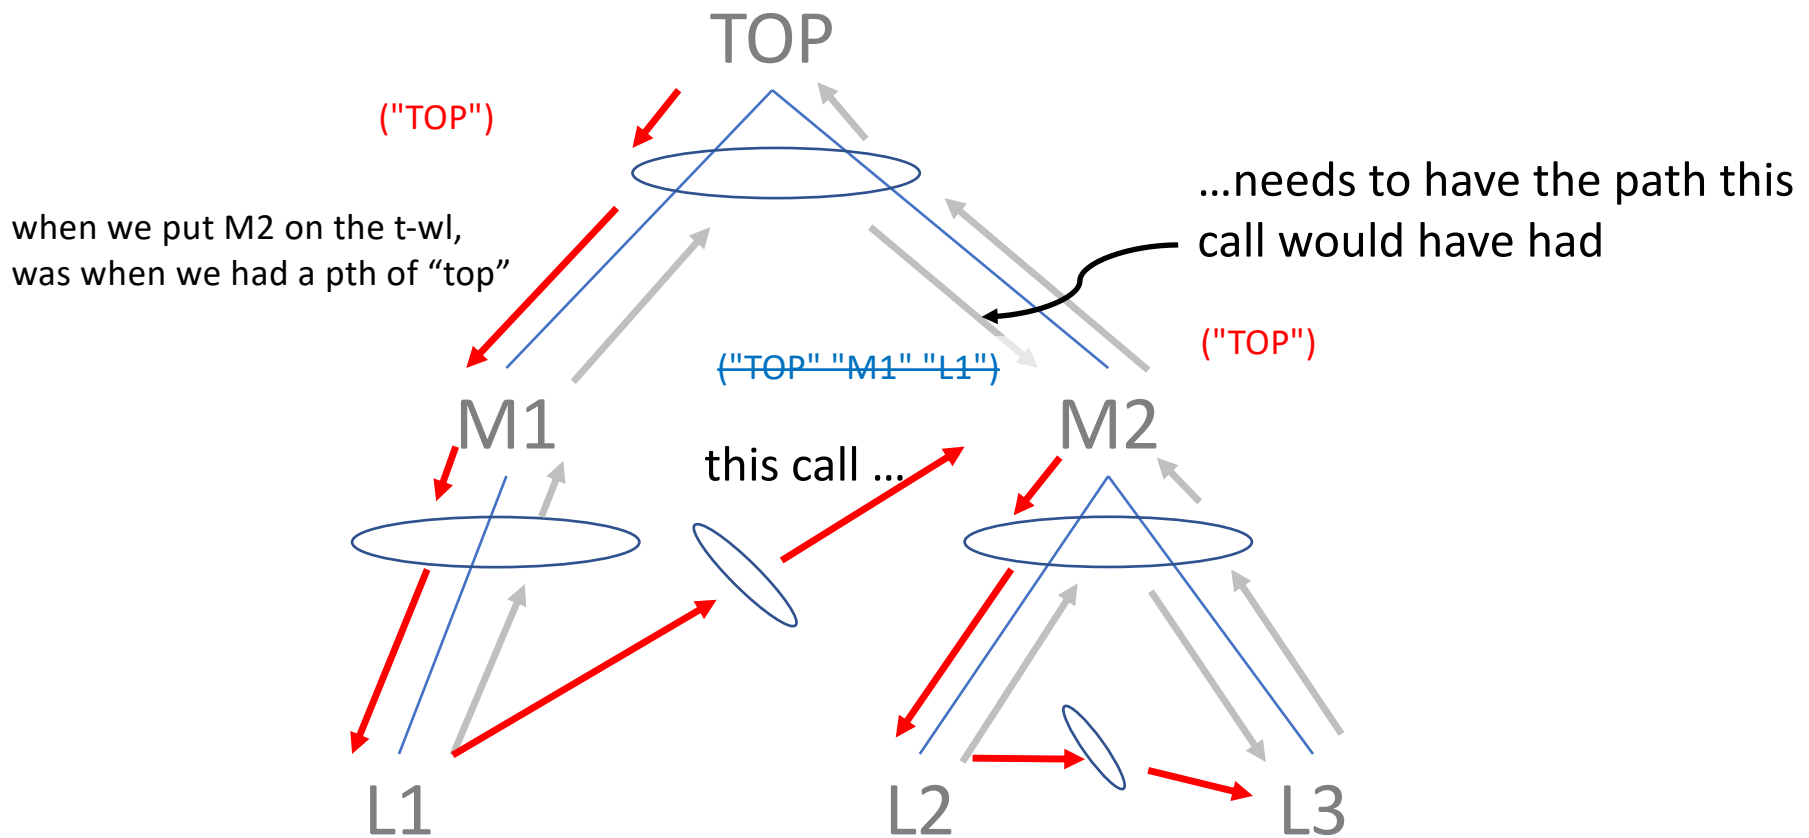 TOP
("TOP")
…needs to have the path this
call would have had
when we put M2 on the t-wl,
was when we had a pth of “top”
("TOP")
("TOP" "M1" "L1")
M1
M2
this call …
L1
L2
L3